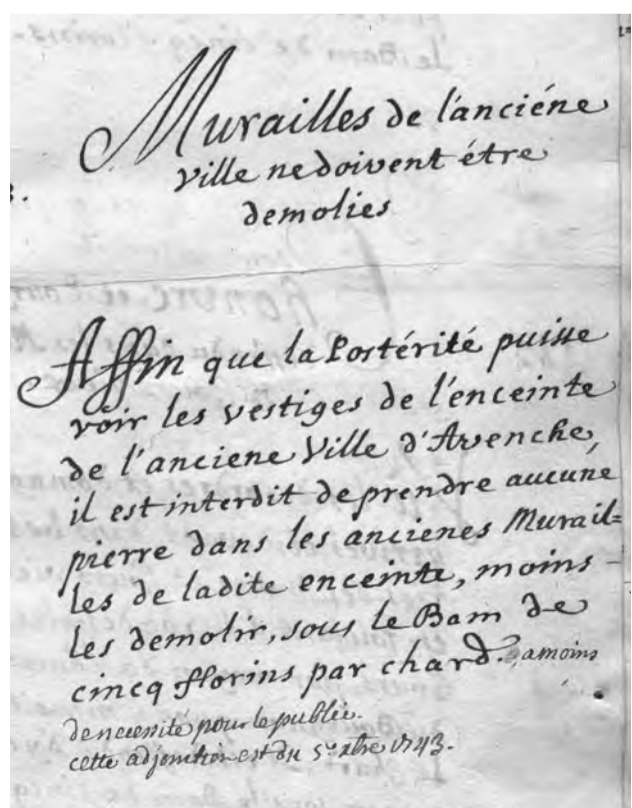 Murailles de l'anciéne
ville ne doivent étre
demolies
Affin que la Postérité puisse
voir les vestiges de l'enceinte
de l'anciene Ville d'Avenche,
il est interdit de prendre aucune
pierre dans les ancienes Murail=
les de ladite enceinte, moins
les demolir, sous le Bam de
cinq florins par chard. a moins
de necessité pour le public.
cette adjonction est du 5e xbre 1743.